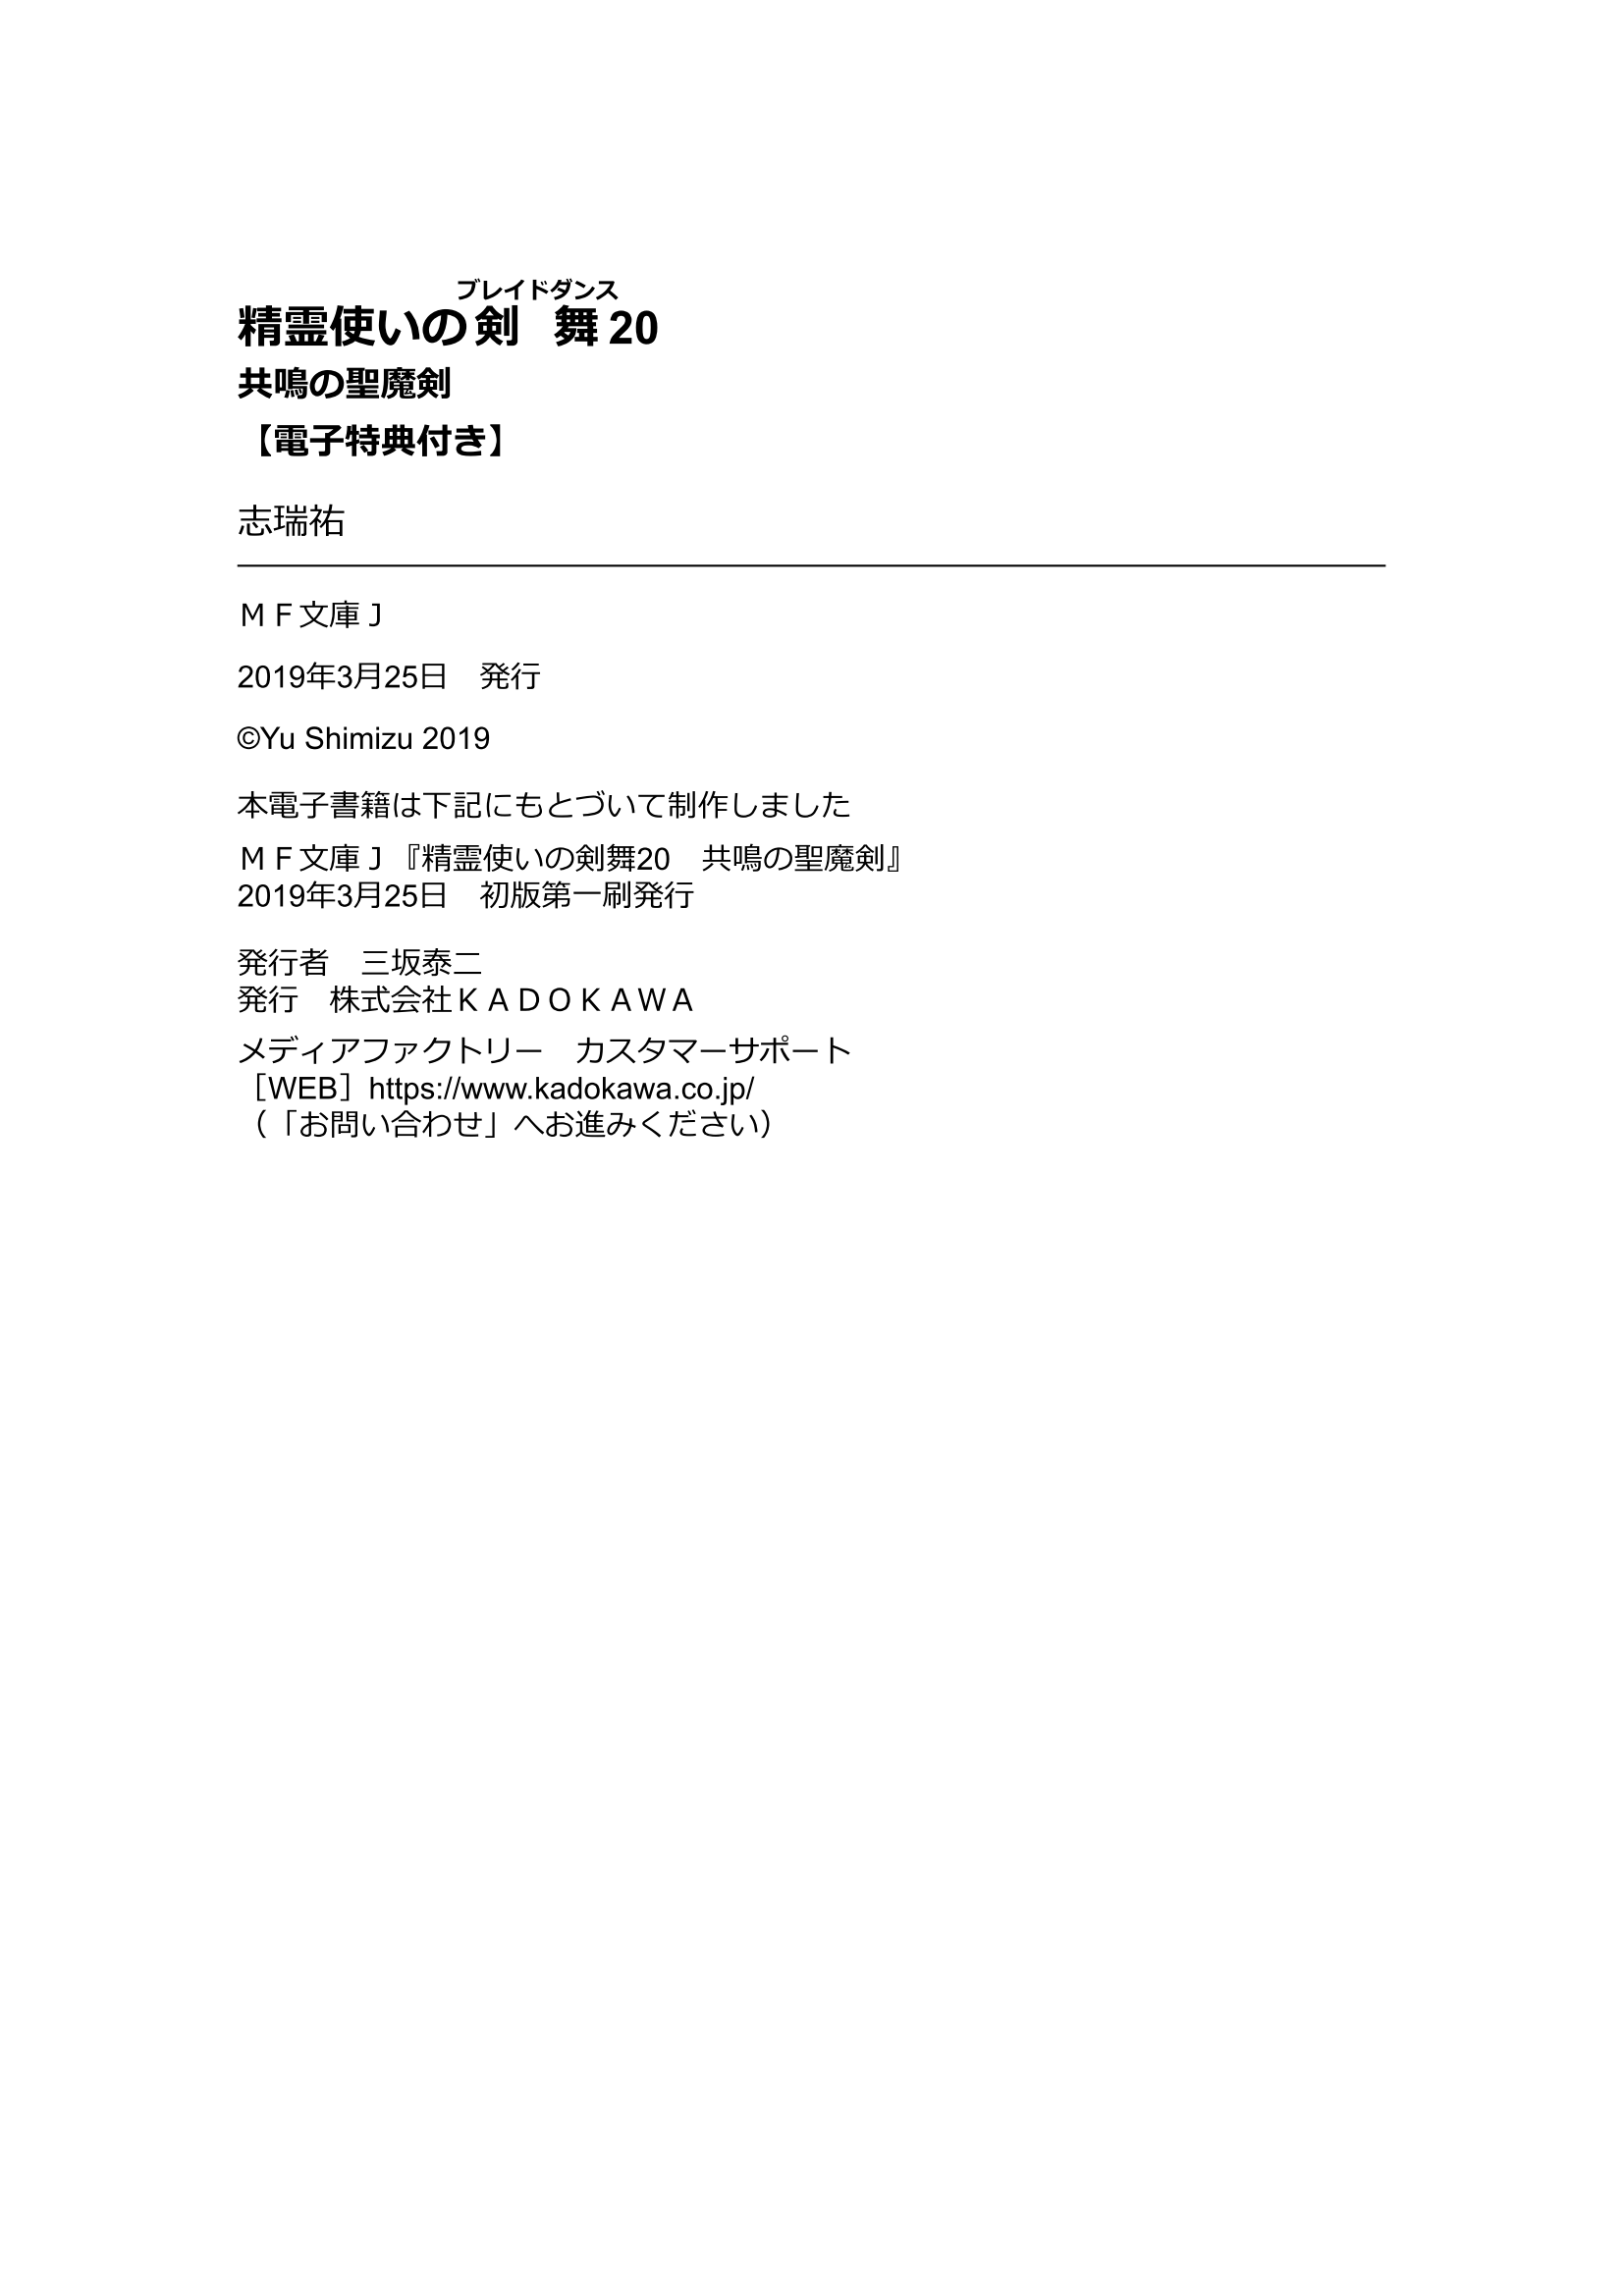 ブレイドダンス
精霊使いの剣舞20
共鳴の聖魔剣
【電子特典付き】
志瑞祐
ＭＦ文庫Ｊ
2019年3月25日　発行
©Yu Shimizu 2019
本電子書籍は下記にもとづいて制作しました
ＭＦ文庫Ｊ『精霊使いの剣舞20　共鳴の聖魔剣』
2019年3月25日　初版第一刷発行
発行者　三坂泰二
発行　株式会社ＫＡＤＯＫＡＷＡ
メディアファクトリー　カスタマーサポート
［WEB］https://www.kadokawa.co.jp/
（「お問い合わせ」へお進みください）